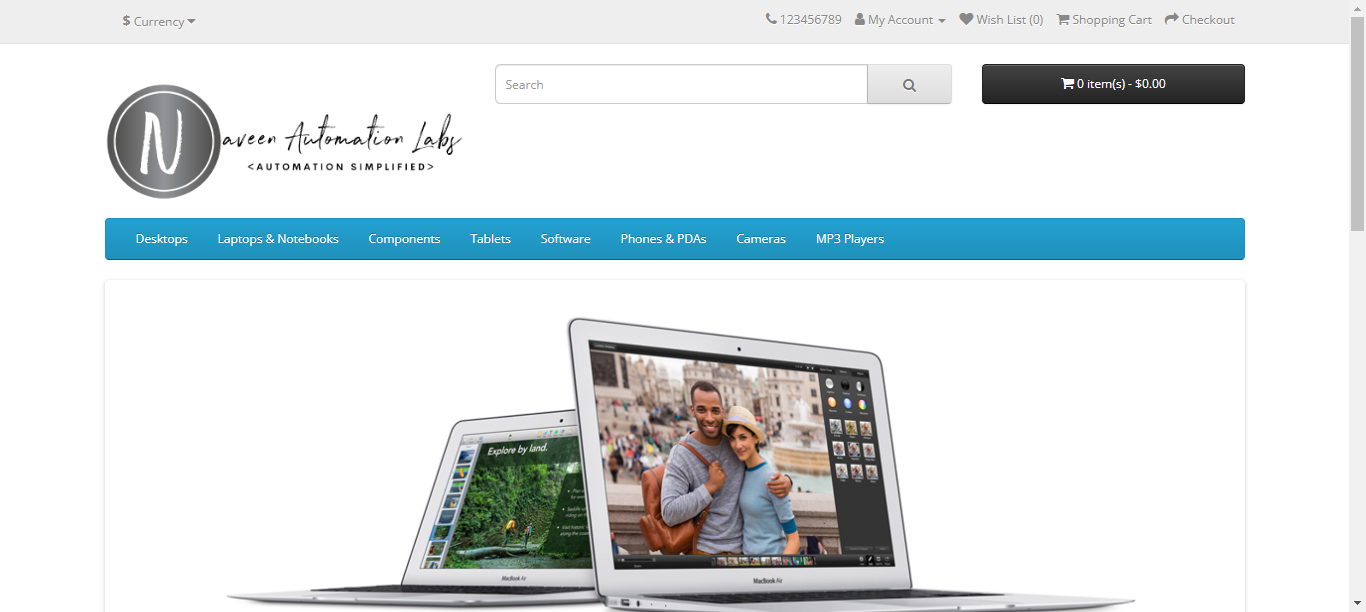 $ Currency
123456789 My Account Wish List (0) Shopping Cart Checkout
Search
0 item(s) - $0.00
N
aveen Automation Labs
<AUTOMATION SIMPLIFIED>
Desktops Laptops & Notebooks Components Tablets Software Phones & PDAs Cameras MP3 Players
Explore by land.
MacBook Air
MacBook Air